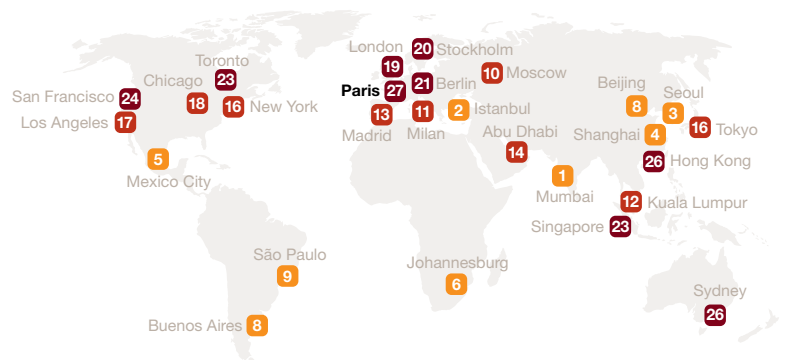 London
20 Stockholm
19
Toronto
23
Chicago
18
16 New York
San Francisco 24
Los Angeles 17
Paris 27
21 Berlin
10 Moscow
13
Madrid
11
Milan
2 Istanbul
Abu Dhabi
14
Beijing
8
Seoul
3
Shanghai 4
16 Tokyo
26 Hong Kong
5
Mexico City
1
Mumbai
12 Kuala Lumpur
Singapore 23
São Paulo
9
Johannesburg
6
Buenos Aires 8
Sydney
26